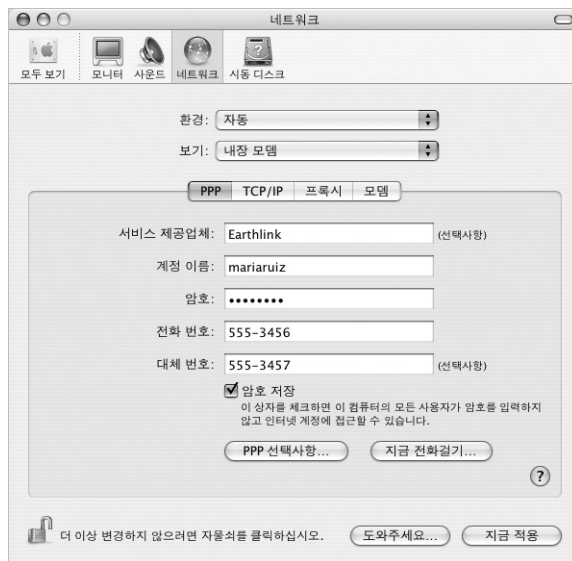 네트워크
모두 보기 모니터 사운드 네트워크 시동 디스크
환경: 자동
보기: 내장 모뎀
PPP TCP/IP 프록시 모뎀
서비스 제공업체: Earthlink (선택사항)
계정 이름: mariaruiz
암호: ••••••••
전화 번호: 555-3456
대체 번호: 555-3457 (선택사항)
암호 저장
이 상자를 체크하면 이 컴퓨터의 모든 사용자가 암호를 입력하지
않고 인터넷 계정에 접근할 수 있습니다.
PPP 선택사항... 지금 전화걸기...
?
더 이상 변경하지 않으려면 자물쇠를 클릭하십시오. 도와주세요... 지금 적용